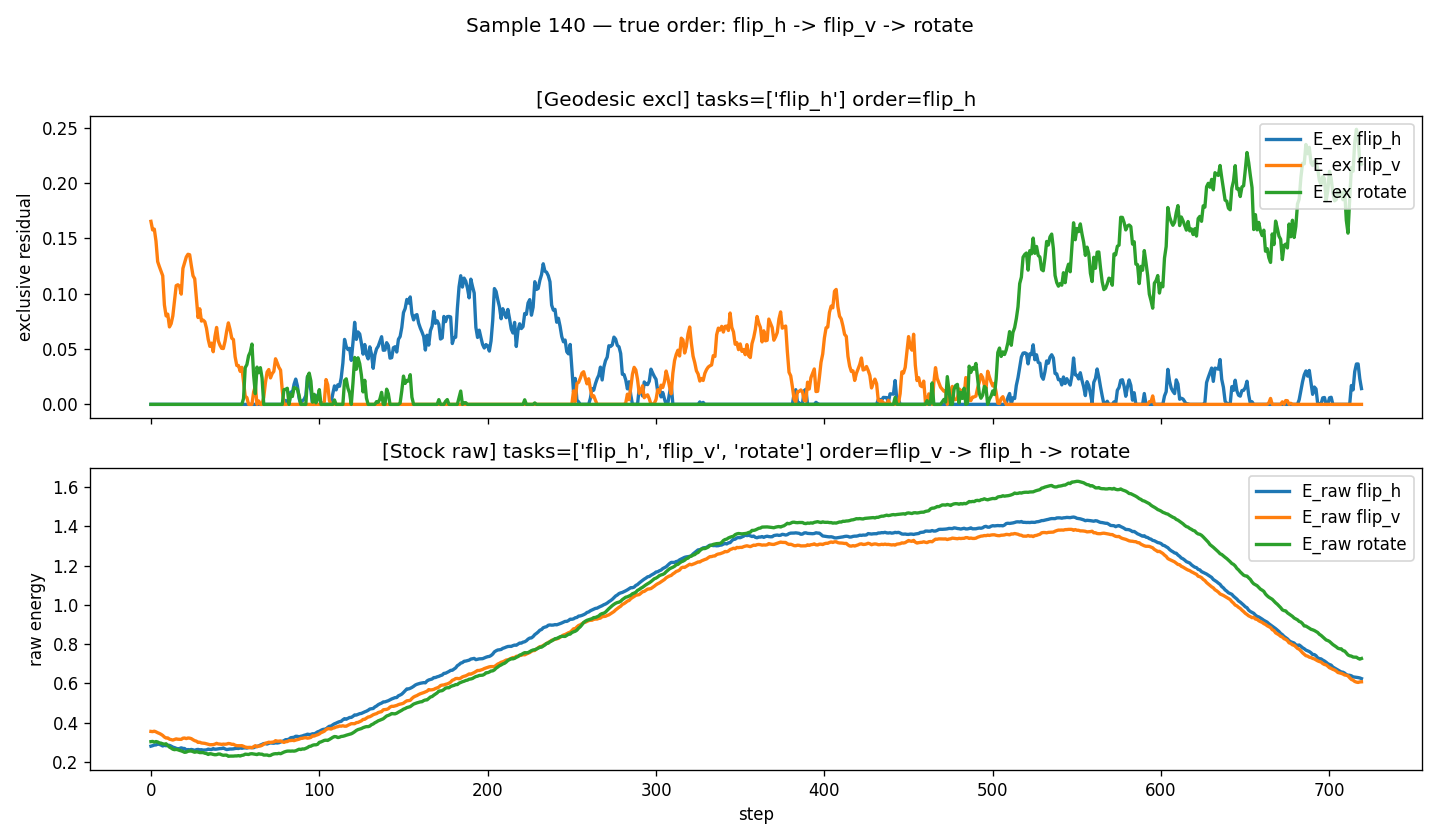 Sample 140 — true order: flip_h -> flip_v -> rotate
[Geodesic excl] tasks=['flip_h'] order=flip_h
exclusive residual
0.25
0.20
0.15
0.10
0.05
0.00
E_ex flip_h
E_ex flip_v
E_ex rotate
[Stock raw] tasks=['flip_h', 'flip_v', 'rotate'] order=flip_v -> flip_h -> rotate
raw energy
1.6
1.4
1.2
1.0
0.8
0.6
0.4
0.2
E_raw flip_h
E_raw flip_v
E_raw rotate
0 100 200 300 400 500 600 700
step